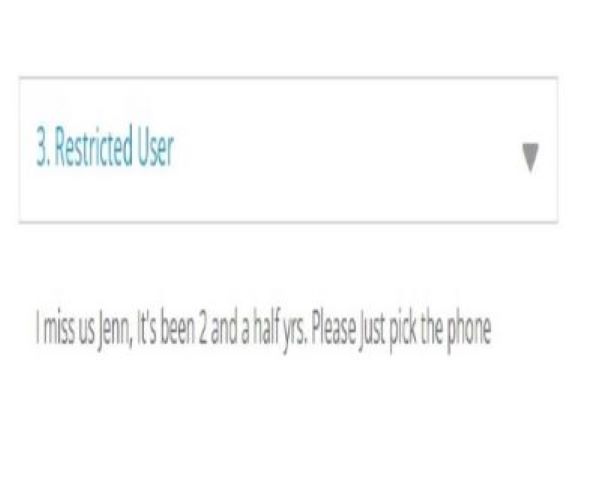 3. Restricted User
I miss us Jenn, It's been 2 and a half yrs. Please Just pick the phone